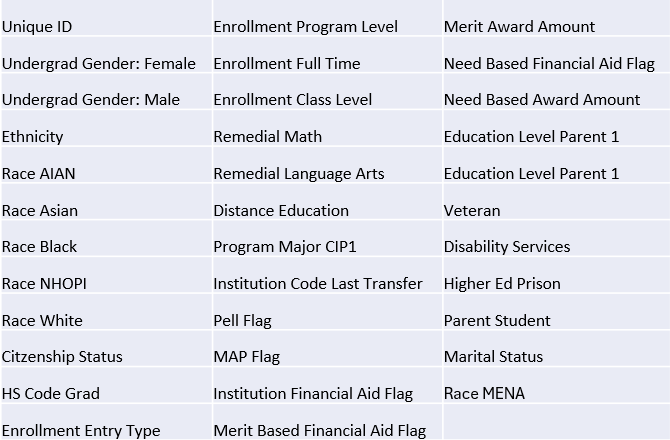 Unique ID
Enrollment Program Level
Merit Award Amount
Undergrad Gender: Female
Enrollment Full Time
Need Based Financial Aid Flag
Undergrad Gender: Male
Enrollment Class Level
Need Based Award Amount
Ethnicity
Remedial Math
Education Level Parent 1
Race AIAN
Remedial Language Arts
Education Level Parent 1
Race Asian
Distance Education
Veteran
Race Black
Program Major CIP1
Disability Services
Race NHOPI
Institution Code Last Transfer
Higher Ed Prison
Race White
Pell Flag
Parent Student
Citzenship Status
MAP Flag
Marital Status
HS Code Grad
Institution Financial Aid Flag
Race MENA
Enrollment Entry Type
Merit Based Financial Aid Flag